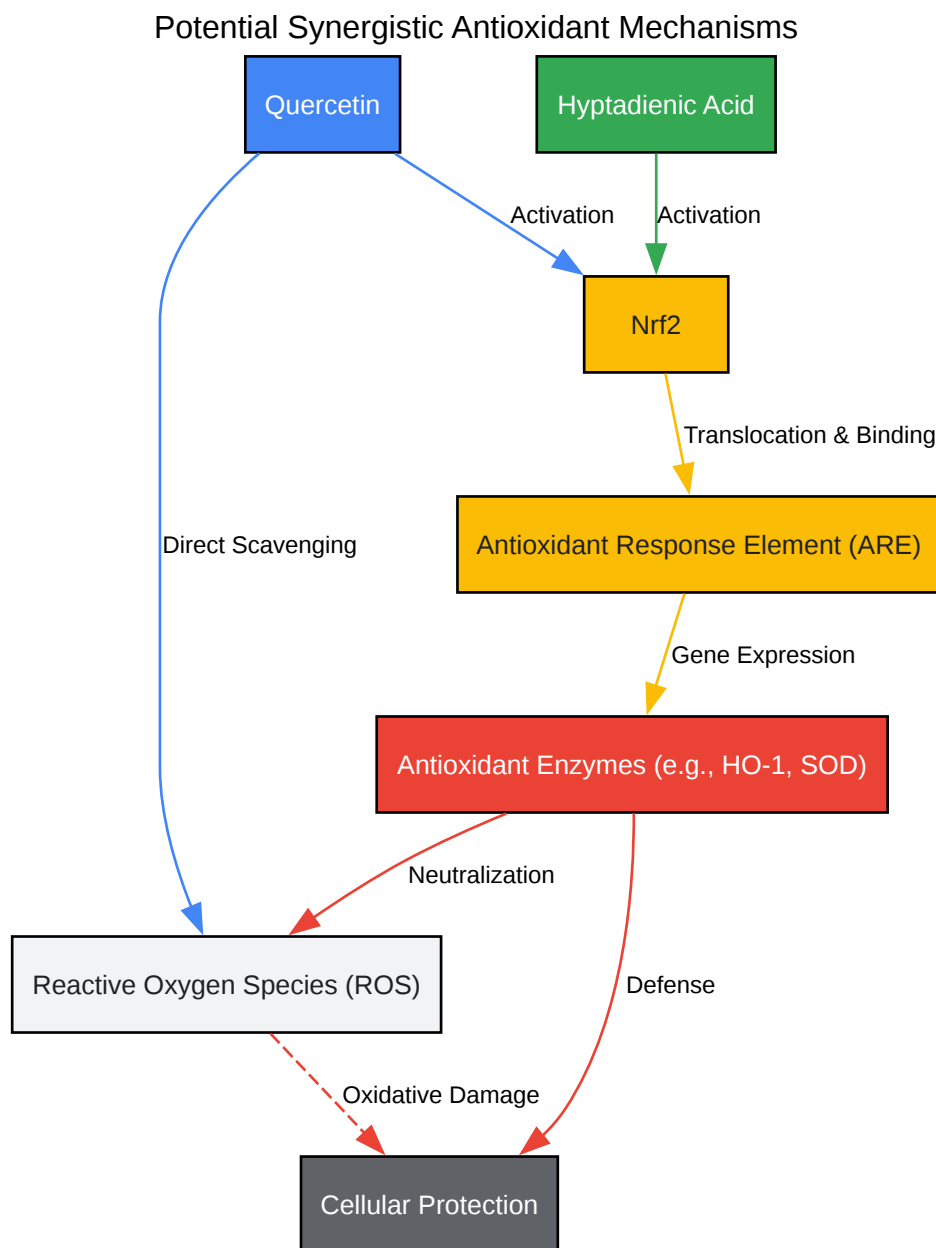 Potential Synergistic Antioxidant Mechanisms
Quercetin
Hyptadienic Acid
Activation
Activation
Nrf2
Translocation & Binding
Direct Scavenging
Antioxidant Response Element (ARE)
Gene Expression
Antioxidant Enzymes (e.g., HO-1, SOD)
Neutralization
Reactive Oxygen Species (ROS)
Defense
Oxidative Damage
Cellular Protection